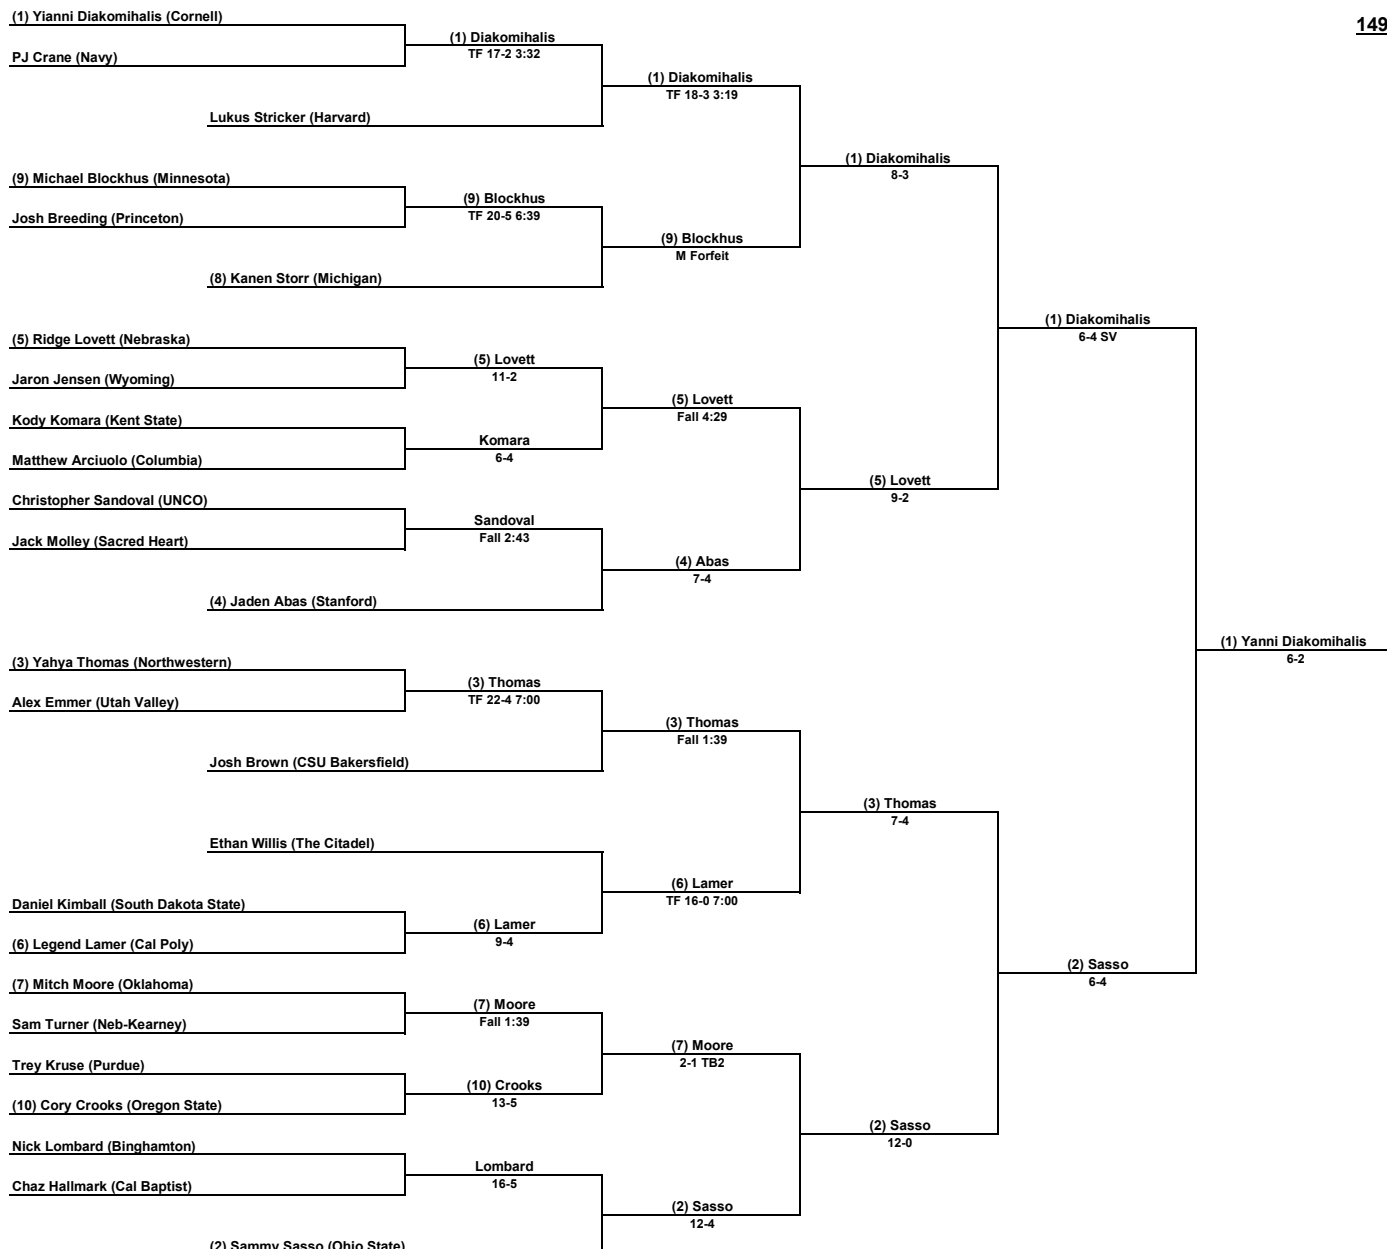 (1) Yianni Diakomihalis (Cornell)
149
(1) Diakomihalis
TF 17-2 3:32
PJ Crane (Navy)
(1) Diakomihalis
TF 18-3 3:19
Lukus Stricker (Harvard)
(1) Diakomihalis
8-3
(9) Michael Blockhus (Minnesota)
(9) Blockhus
TF 20-5 6:39
Josh Breeding (Princeton)
(9) Blockhus
M Forfeit
(8) Kanen Storr (Michigan)
(1) Diakomihalis
6-4 SV
(5) Ridge Lovett (Nebraska)
(5) Lovett
11-2
Jaron Jensen (Wyoming)
(5) Lovett
Fall 4:29
Kody Komara (Kent State)
Komara
6-4
Matthew Arciuolo (Columbia)
(5) Lovett
9-2
Christopher Sandoval (UNCO)
Sandoval
Fall 2:43
Jack Molley (Sacred Heart)
(4) Abas
7-4
(4) Jaden Abas (Stanford)
(1) Yanni Diakomihalis
6-2
(3) Yahya Thomas (Northwestern)
(3) Thomas
TF 22-4 7:00
Alex Emmer (Utah Valley)
(3) Thomas
Fall 1:39
Josh Brown (CSU Bakersfield)
(3) Thomas
7-4
Ethan Willis (The Citadel)
(6) Lamer
TF 16-0 7:00
Daniel Kimball (South Dakota State)
(6) Lamer
9-4
(6) Legend Lamer (Cal Poly)
(2) Sasso
6-4
(7) Mitch Moore (Oklahoma)
(7) Moore
Fall 1:39
Sam Turner (Neb-Kearney)
(7) Moore
2-1 TB2
Trey Kruse (Purdue)
(10) Crooks
13-5
(10) Cory Crooks (Oregon State)
(2) Sasso
12-0
Nick Lombard (Binghamton)
Lombard
16-5
Chaz Hallmark (Cal Baptist)
(2) Sasso
12-4
(2) Sammy Sasso (Ohio State)